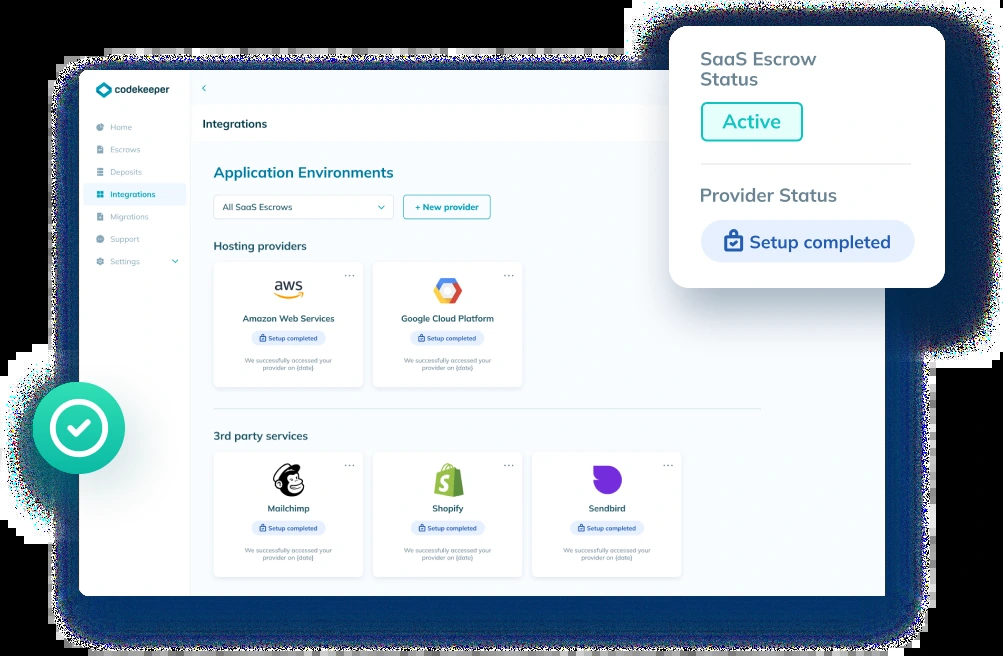 codekeeper
Home
Escrows
Deposits
Integrations
Migrations
Support
Settings
Integrations
Application Environments
All SaaS Escrows
+ New provider
Hosting providers
...
aws
Amazon Web Services
Setup completed
We successfully accessed your
provider on {date}
...
Google Cloud Platform
Setup completed
We successfully accessed your
provider on {date}
3rd party services
...
Mailchimp
Setup completed
We successfully accessed your
provider on {date}
...
S
Shopify
Setup completed
We successfully accessed your
provider on {date}
...
Sendbird
Setup completed
We successfully accessed your
provider on {date}
SaaS Escrow
Status
Active
Provider Status
Setup completed